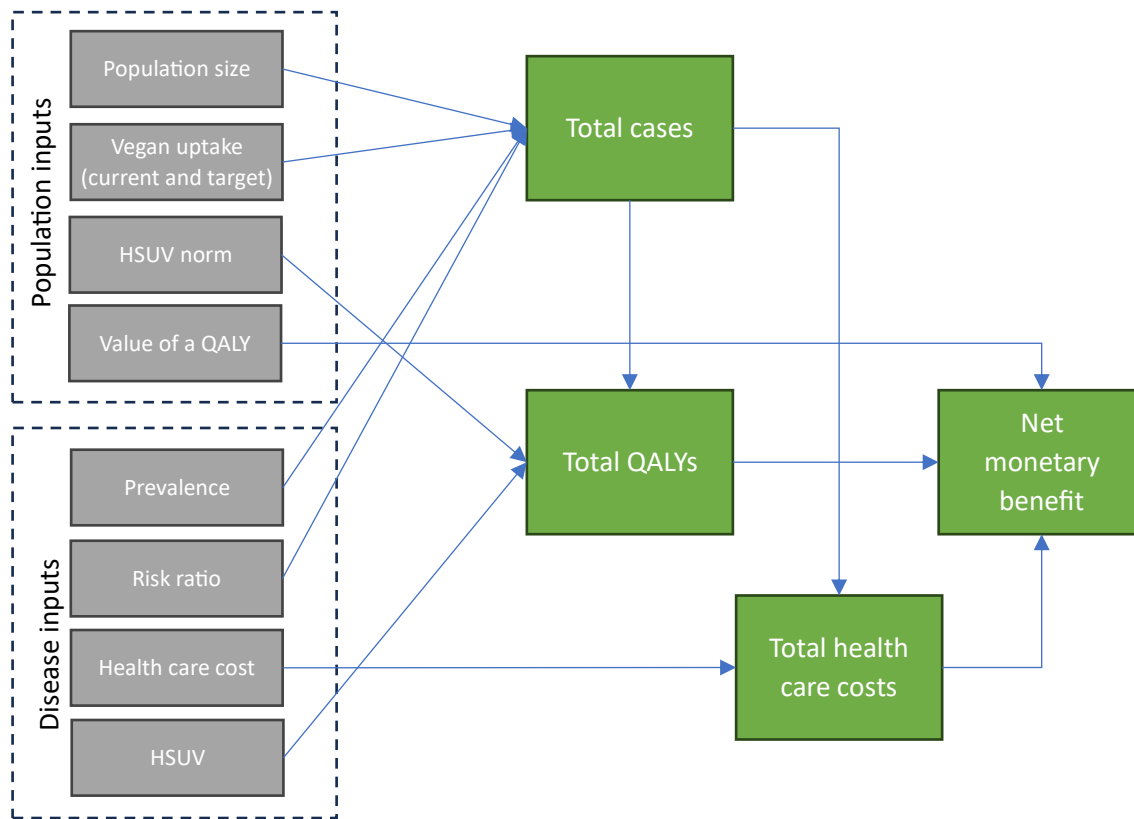 Population inputs
Population size
Vegan uptake
(current and target)
HSUV norm
Value of a QALY
Disease inputs
Prevalence
Risk ratio
Health care cost
HSUV
Total cases
Total QALYs
Total health
care costs
Net
monetary
benefit